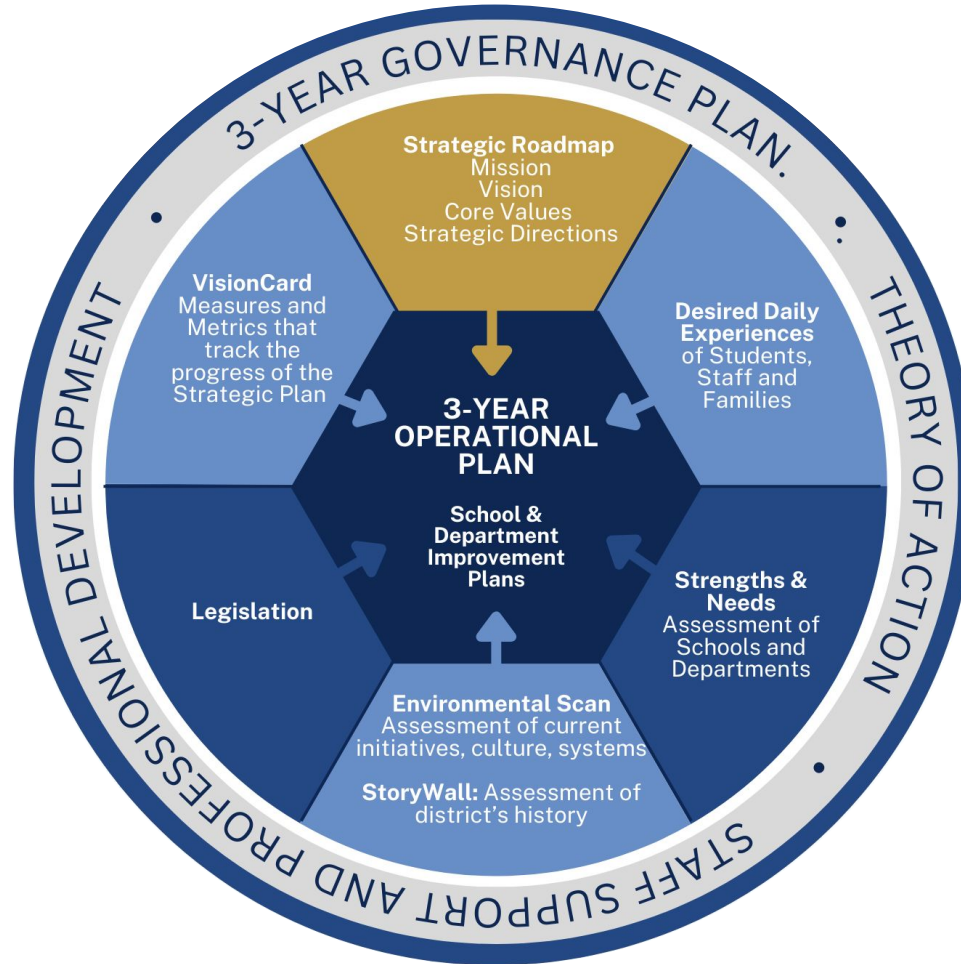 3-YEAR GOVERNANCE PLAN.
THEORY OF ACTION
STAFF SUPPORT AND PROFESSIONAL DEVELOPMENT
Strategic Roadmap
Mission
Vision
Core Values
Strategic Directions
Desired Daily
Experiences
of Students,
Staff and
Families
Strengths &
Needs
Assessment of
Schools and
Departments
Environmental Scan
Assessment of current
initiatives, culture, systems
StoryWall: Assessment of
district's history
Legislation
VisionCard
Measures and
Metrics that
track the
progress of the
Strategic Plan
3-YEAR
OPERATIONAL
PLAN
School &
Department
Improvement
Plans